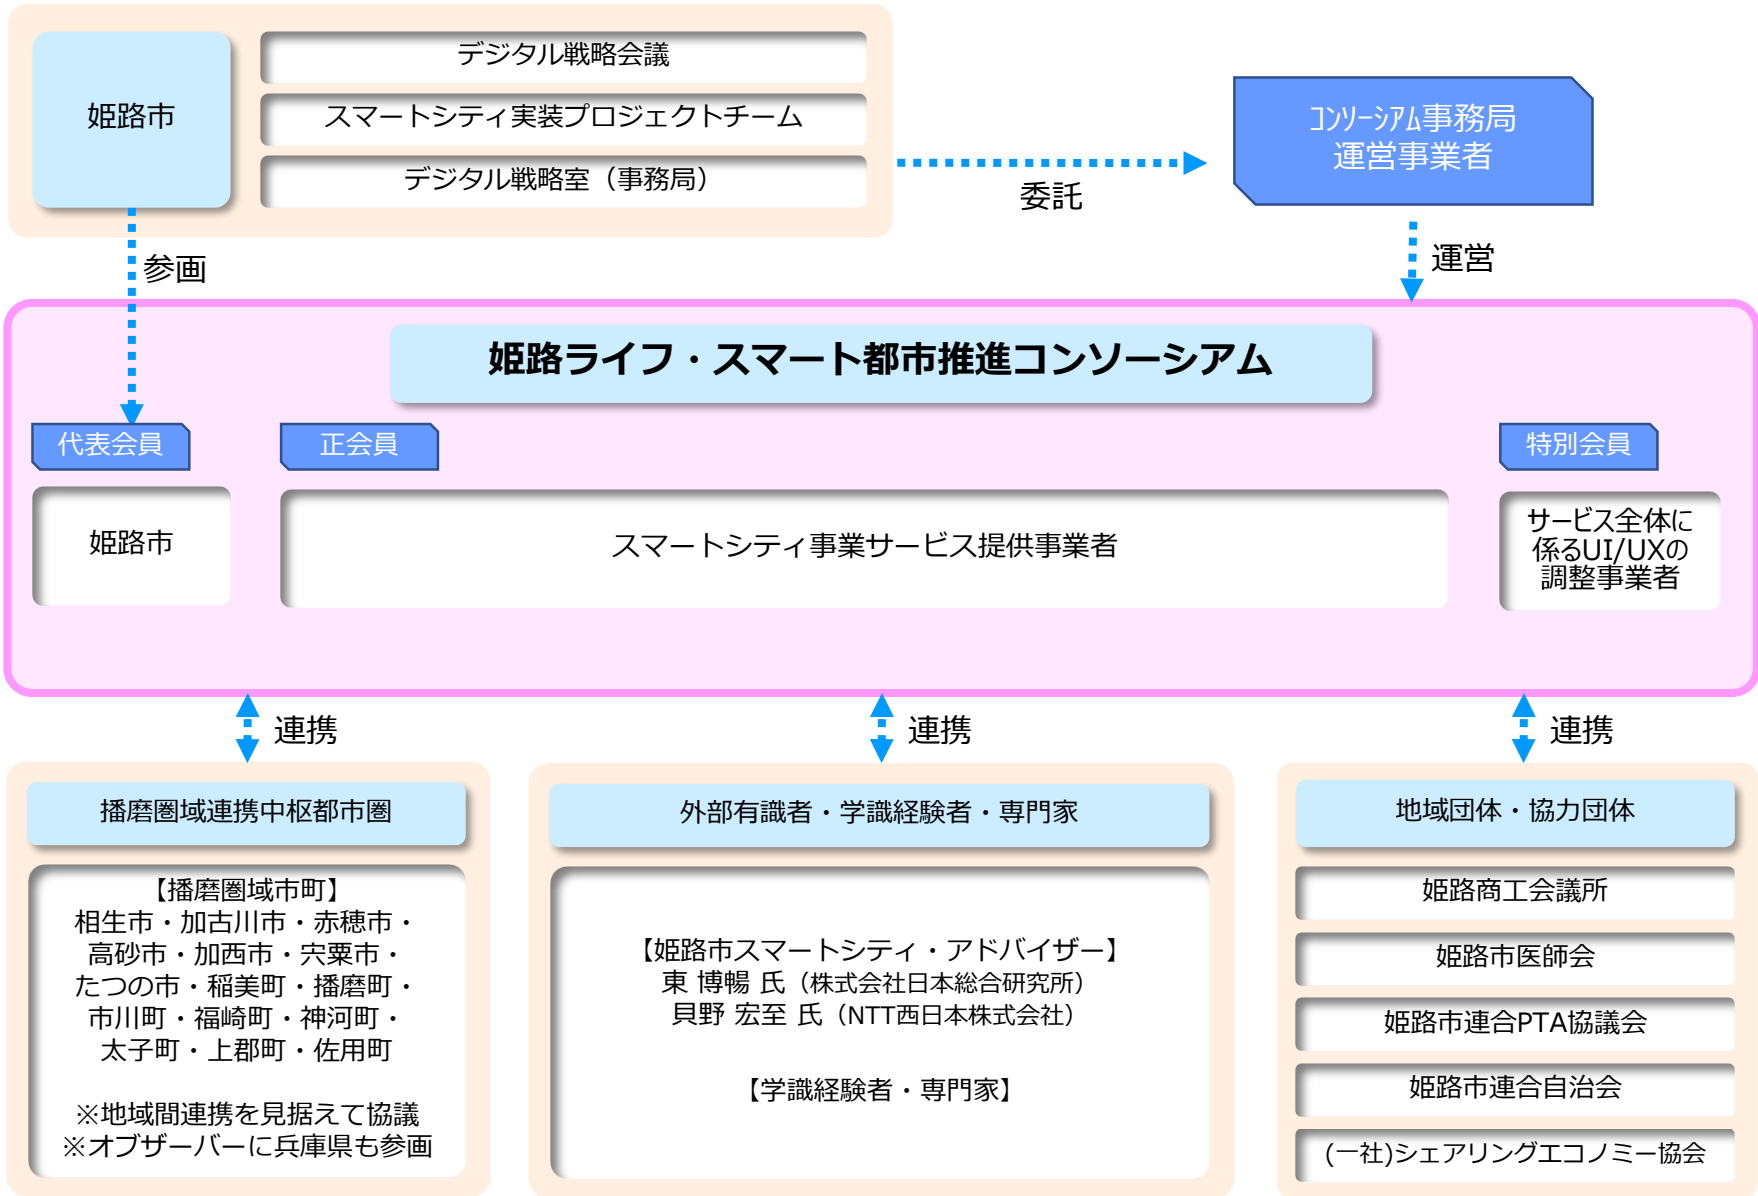 姫路市
デジタル戦略会議
スマートシティ実装プロジェクトチーム
デジタル戦略室（事務局）
委託
ｺﾝｿｰｼｱﾑ事務局
運営事業者
参画
運営
姫路ライフ・スマート都市推進コンソーシアム
代表会員
姫路市
正会員
スマートシティ事業サービス提供事業者
特別会員
サービス全体に
係るUI/UXの
調整事業者
連携
連携
連携
播磨圏域連携中枢都市圏
【播磨圏域市町】
相生市・加古川市・赤穂市・
高砂市・加西市・宍粟市・
たつの市・稲美町・播磨町・
市川町・福崎町・神河町・
太子町・上郡町・佐用町
※地域間連携を見据えて協議
※オブザーバーに兵庫県も参画
外部有識者・学識経験者・専門家
【姫路市スマートシティ・アドバイザー】
東 博暢 氏（株式会社日本総合研究所）
貝野 宏至 氏（NTT西日本株式会社）
【学識経験者・専門家】
地域団体・協力団体
姫路商工会議所
姫路市医師会
姫路市連合PTA協議会
姫路市連合自治会
(一社)シェアリングエコノミー協会